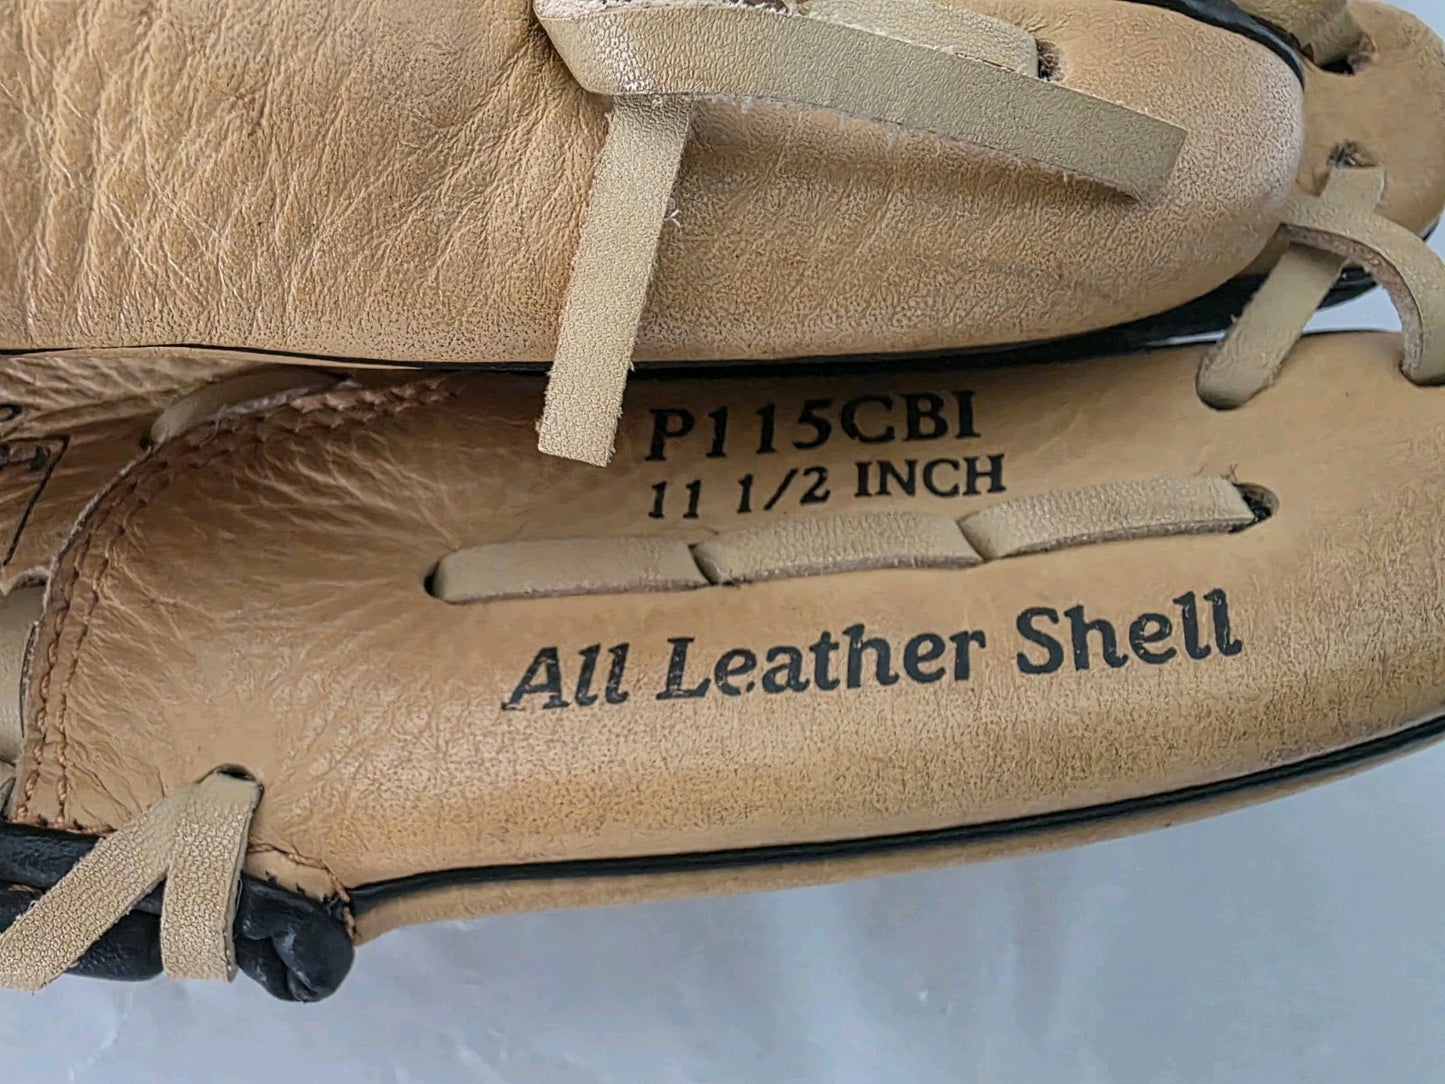 P115CBI
11 1/2 INCH
All Leather Shell